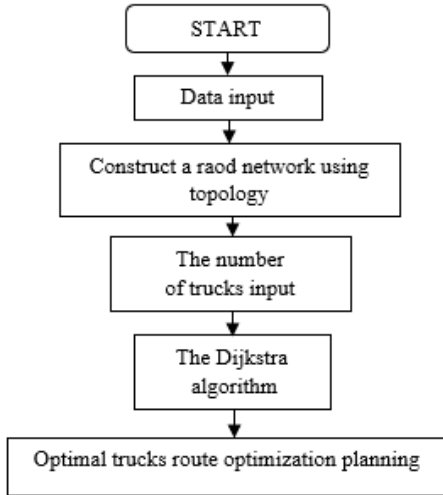 START
Data input
Construct a raod network using
topology
The number
of trucks input
The Dijkstra
algorithm
Optimal trucks route optimization planning